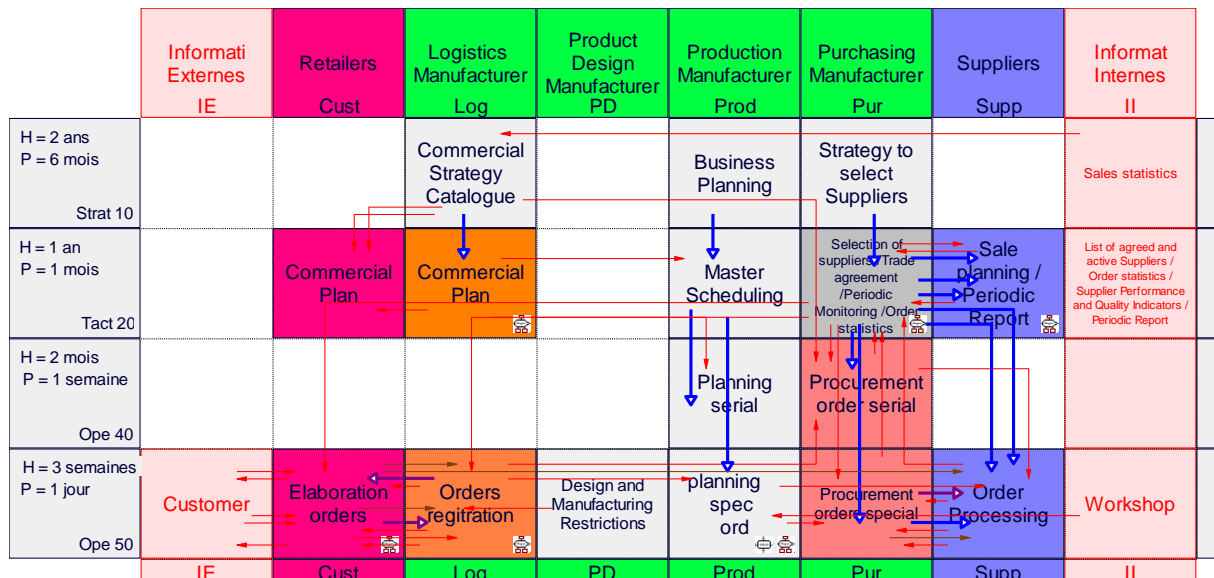 Informati
Externes
IE
Retailers
Cust
Logistics
Manufacturer
Log
Product
Design
Manufacturer
PD
Production
Manufacturer
Prod
Purchasing
Manufacturer
Pur
Suppliers
Supp
Informat
Internes
II
H = 2 ans
P = 6 mois
Strat 10
Commercial
Strategy
Catalogue
Business
Planning
Strategy to
select
Suppliers
Sales statistics
H = 1 an
P = 1 mois
Tact 20
Commercial
Plan
Commercial
Plan
Master
Scheduling
Selection of
suppliers /Trade
agreement
/Periodic
Monitoring /Order
statistics
Sale
planning /
Periodic
Report
List of agreed and
active Suppliers /
Order statistics /
Supplier Performance
and Quality Indicators /
Periodic Report
H = 2 mois
P = 1 semaine
Ope 40
Planning
serial
Procurement
order serial
H = 3 semaines
P = 1 jour
Ope 50
Customer
Elaboration
orders
Orders
regitration
Design and
Manufacturing
Restrictions
planning
spec
ord
Procurement
orders special
Order
Processing
Workshop
IE
Cust
Log
PD
Prod
Pur
Supp
II